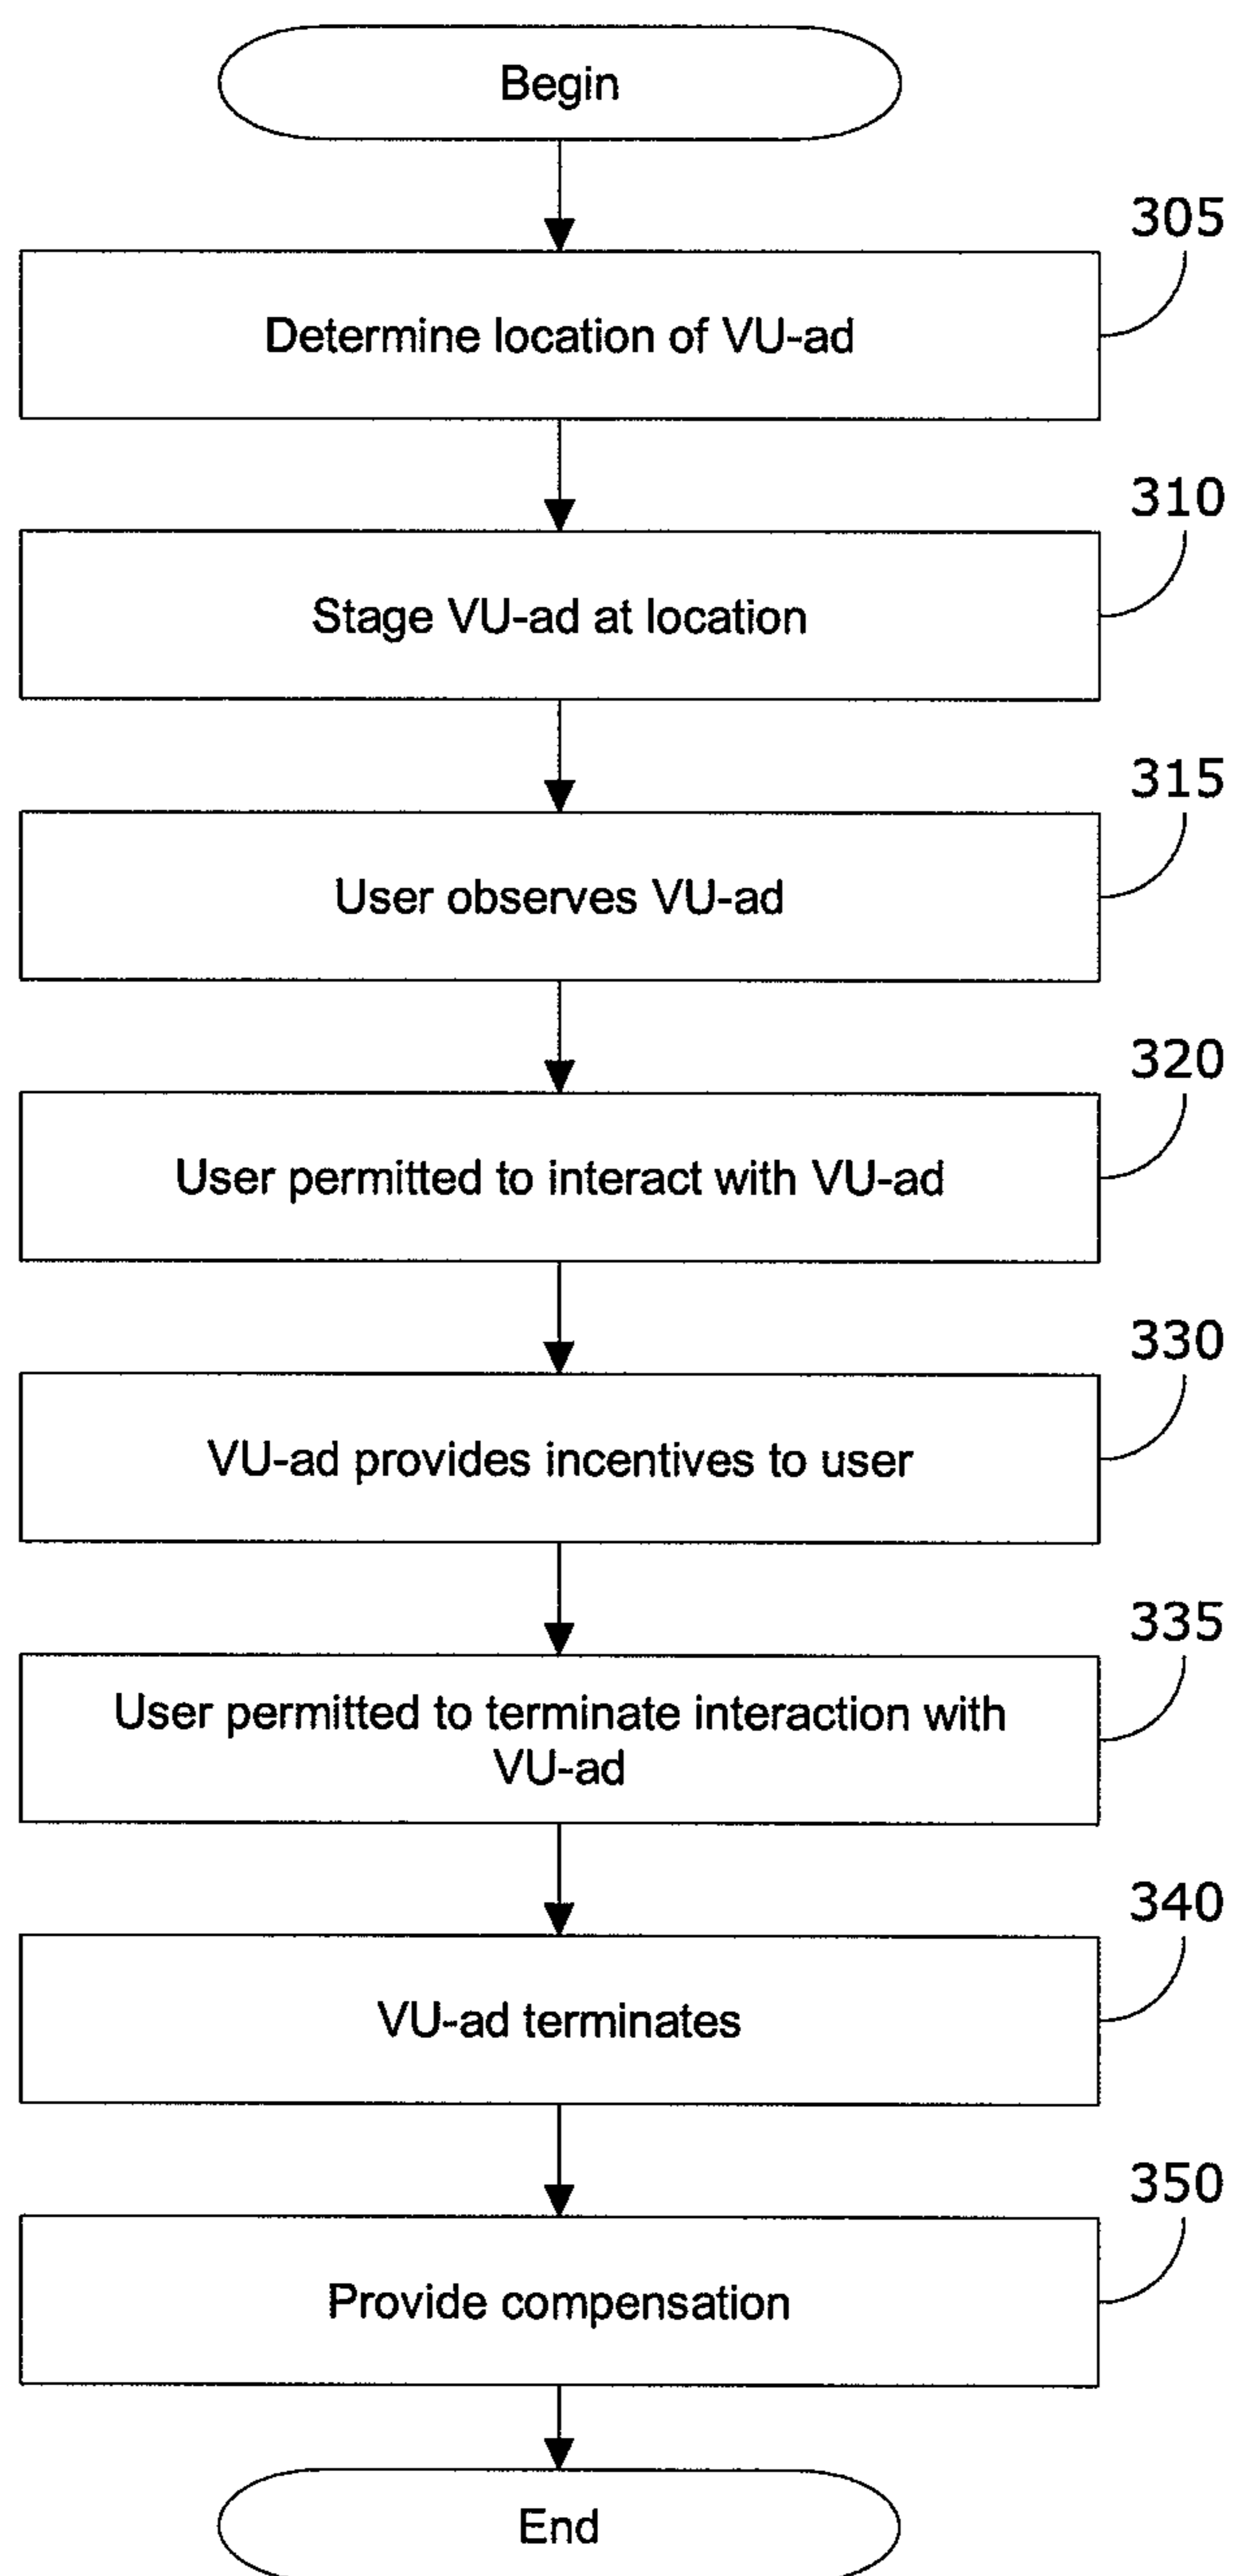 Begin
305
Determine location of VU-ad
310
Stage VU-ad at location
315
User observes VU-ad
320
User permitted to interact with VU-ad
330
VU-ad provides incentives to user
335
User permitted to terminate interaction with
VU-ad
340
VU-ad terminates
350
Provide compensation
End